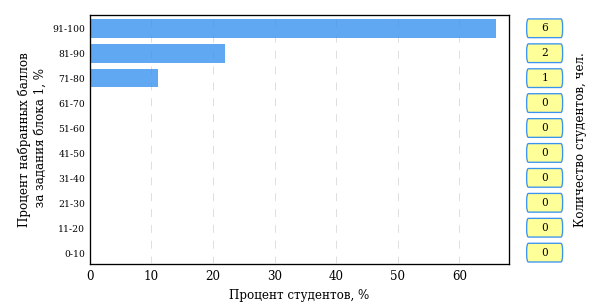 91-100 6
81-90 2
71-80 1
61-70 0
51-60 0
41-50 0
31-40 0
21-30 0
11-20 0
0-10 0
0 10 20 30 40 50 60
Процент студентов, %
Процент набранных баллов
за задания блока 1, %
Количество студентов, чел.